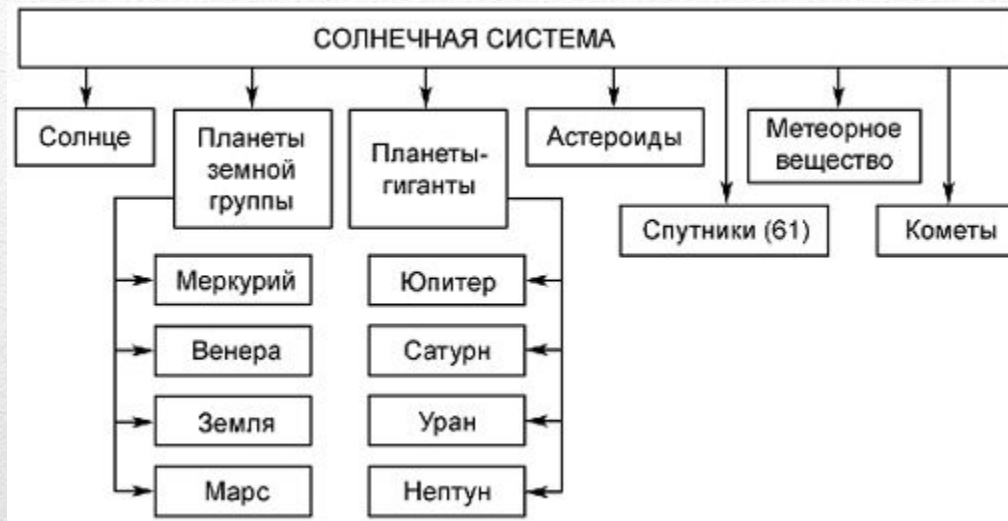 СОЛНЕЧНАЯ СИСТЕМА
Солнце
Планеты
земной
группы
Планеты-
гиганты
Астероиды
Метеорное
вещество
Спутники (61)
Кометы
Меркурий
Венера
Земля
Марс
Юпитер
Сатурн
Уран
Нептун